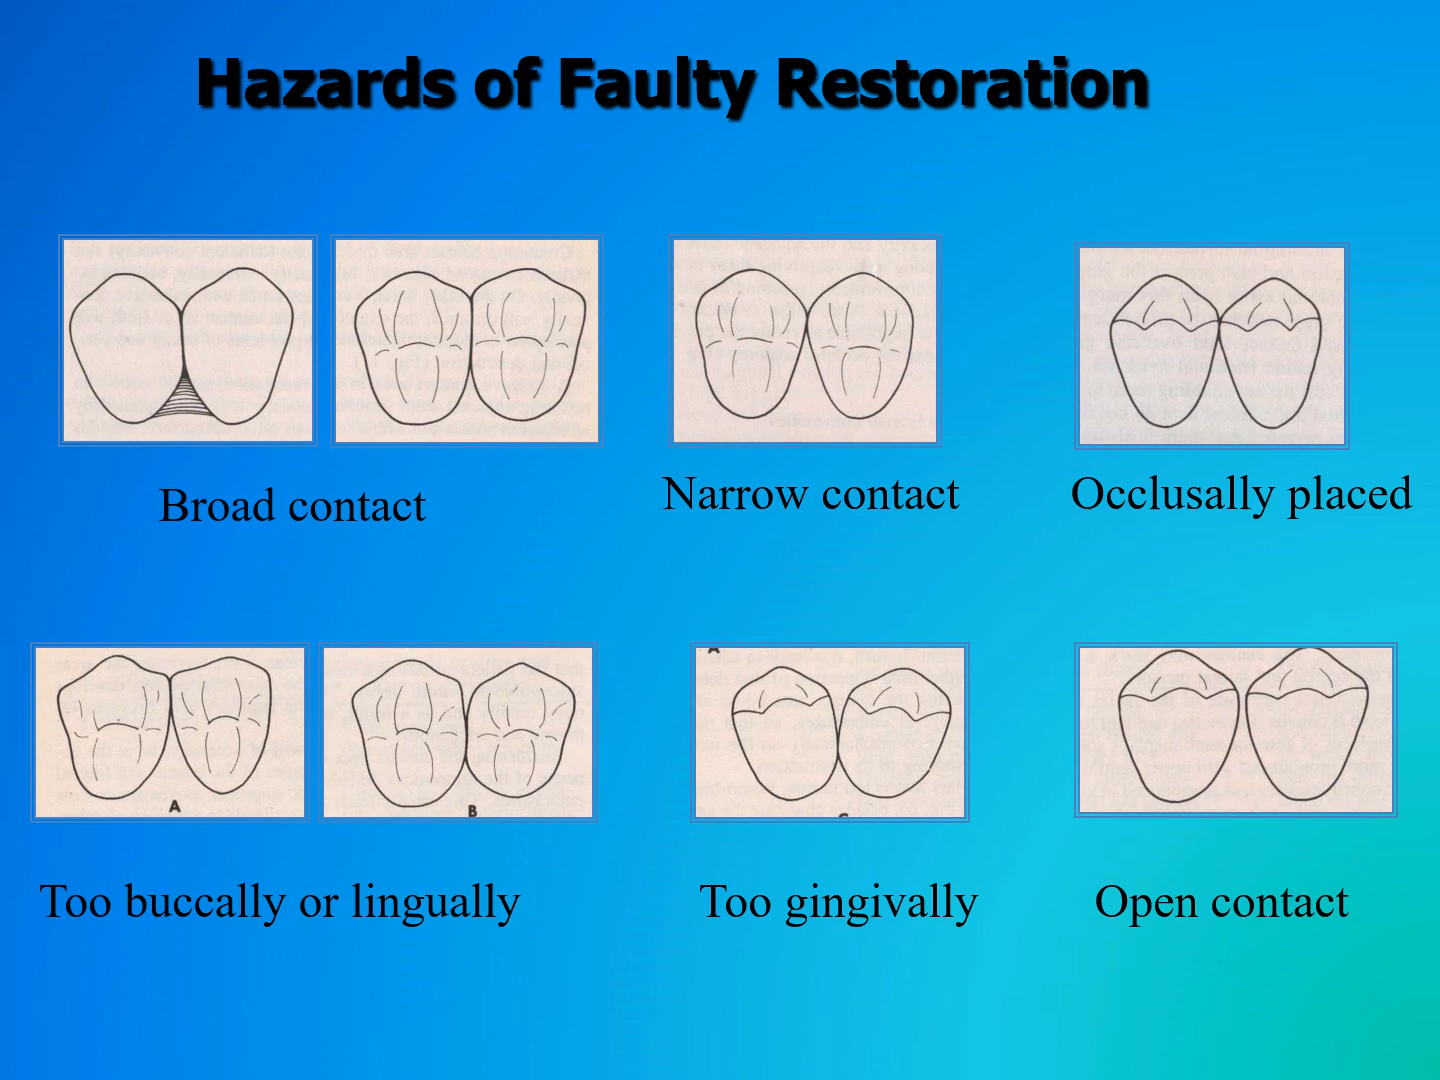 Hazards of Faulty Restoration
Broad contact
Narrow contact
Occlusally placed
A
B
A
Too buccally or lingually
Too gingivally
Open contact